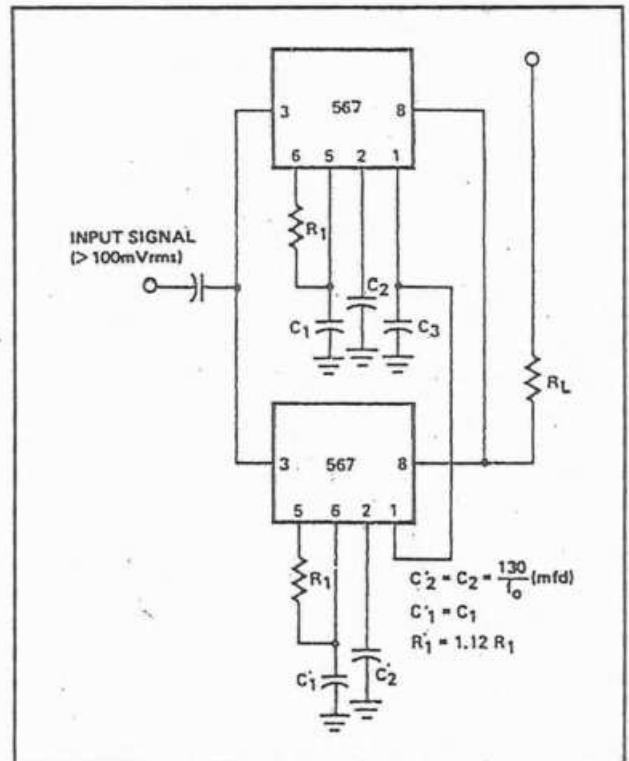 567
3
8
6 5 2 1
R1
INPUT SIGNAL
(> 100mVrms)
C2
C1
C3
RL
567
3
8
5 6 2 1
R1
C'2 = C2 = 130/fo (mfd)
C'1 = C1
R'1 = 1.12 R1
C'1
C'2